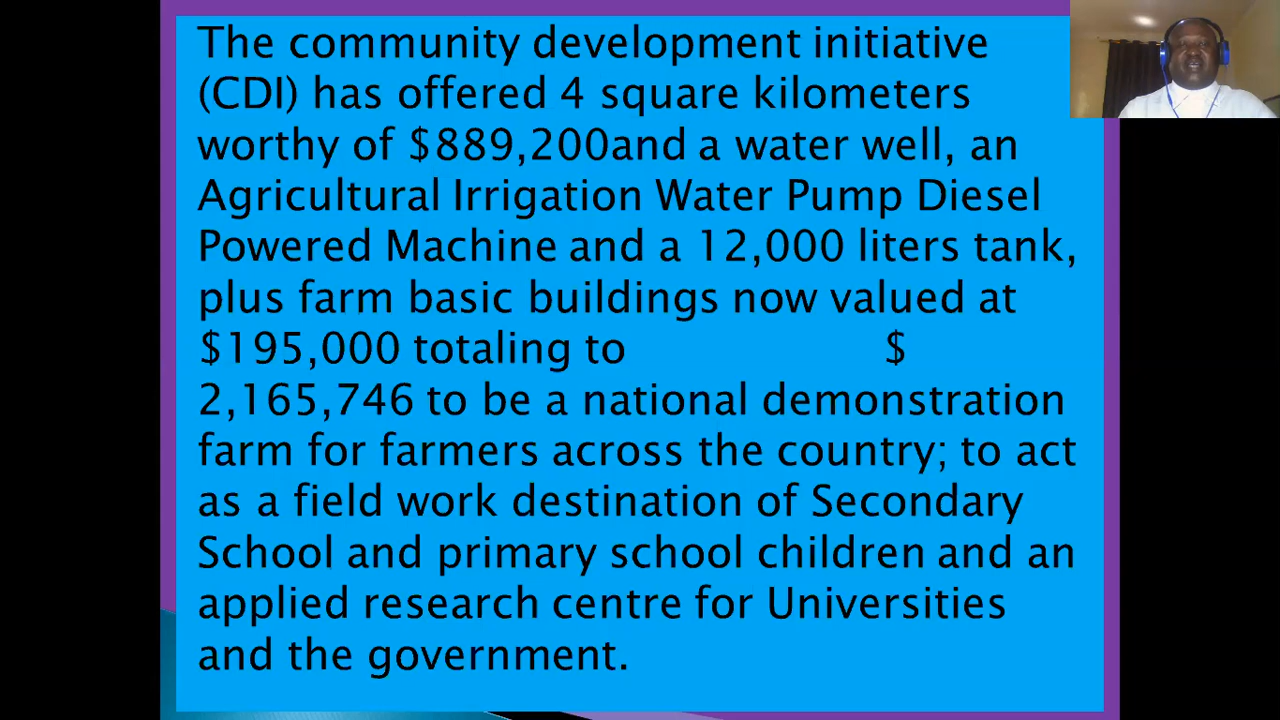 The community development initiative
(CDI) has offered 4 square kilometers
worthy of $889,200and a water well, an
Agricultural Irrigation Water Pump Diesel
Powered Machine and a 12,000 liters tank,
plus farm basic buildings now valued at
$195,000 totaling to $
2,165,746 to be a national demonstration
farm for farmers across the country; to act
as a field work destination of Secondary
School and primary school children and an
applied research centre for Universities
and the government.